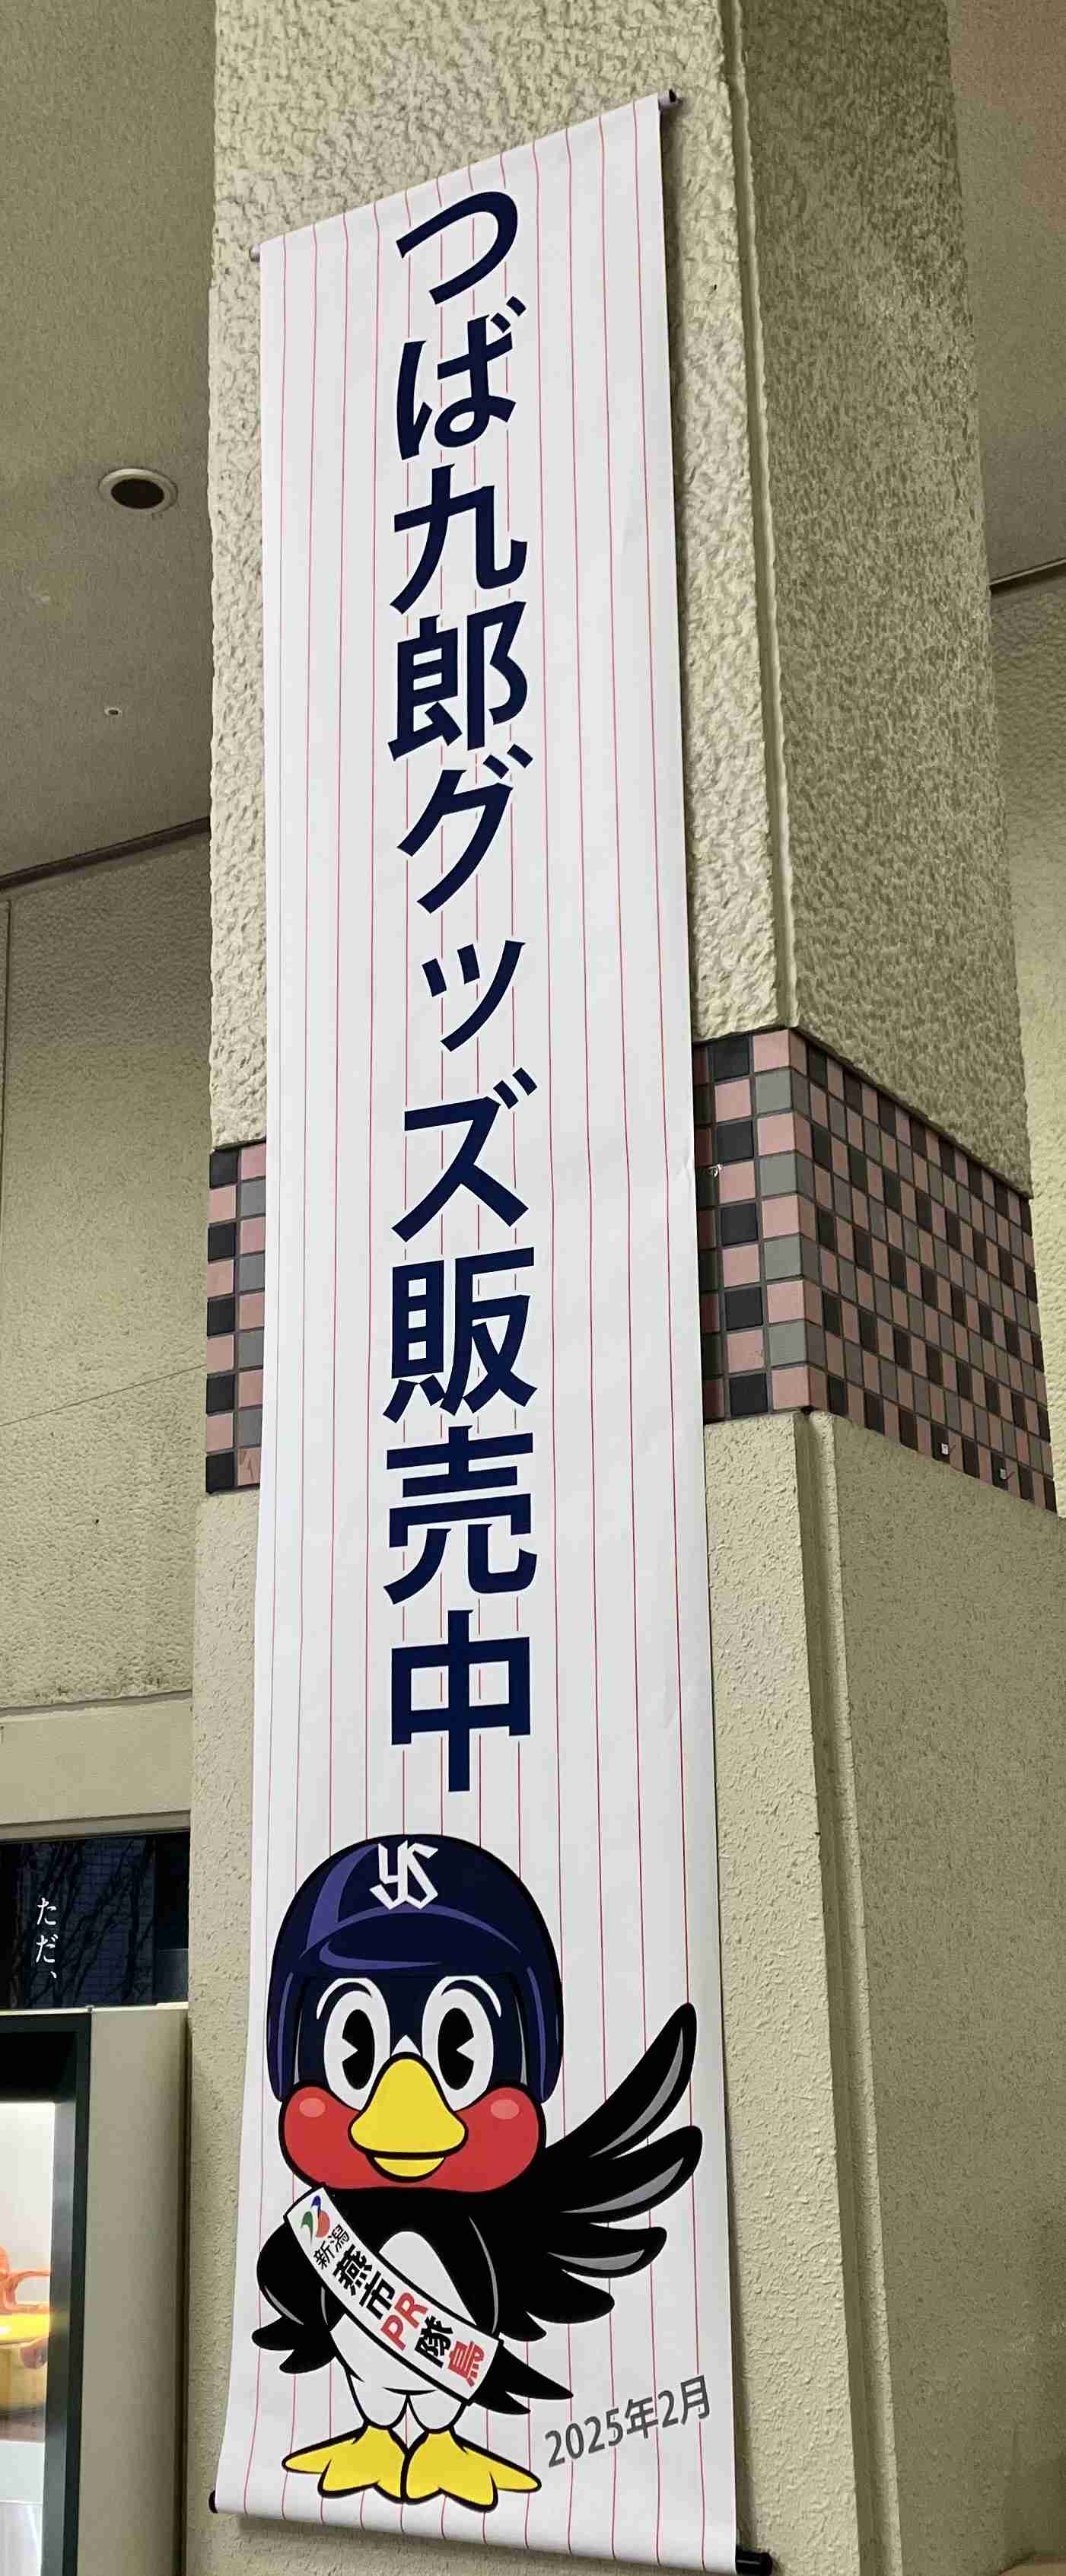 つば九郎グッズ販売中
YS
新潟
燕市PR隊鳥
2025年2月
ただ、